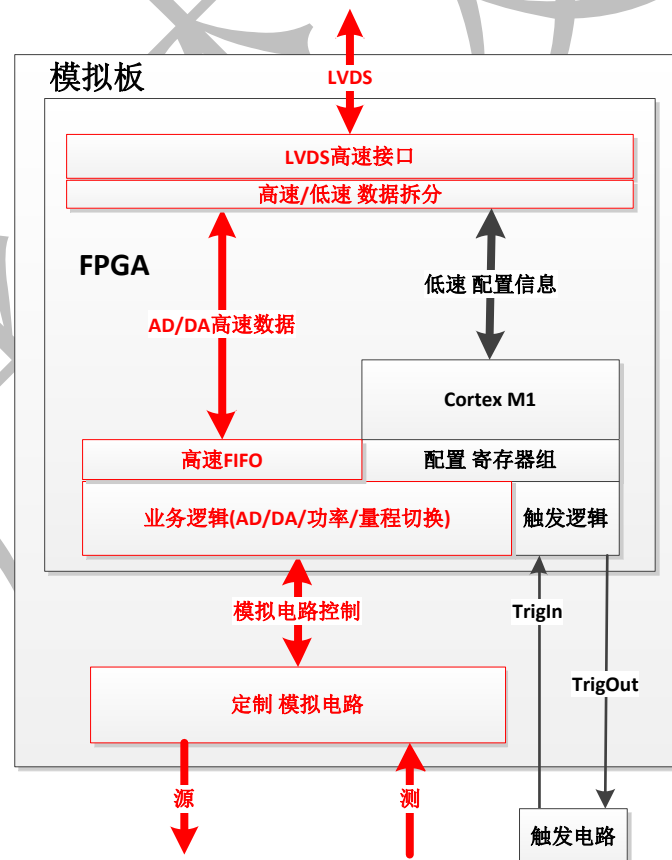 模拟板
LVDS
LVDS高速接口
高速/低速 数据拆分
FPGA
低速 配置信息
AD/DA高速数据
Cortex M1
高速FIFO
配置 寄存器组
业务逻辑(AD/DA/功率/量程切换)
触发逻辑
模拟电路控制
TrigIn
定制 模拟电路
TrigOut
源
测
触发电路